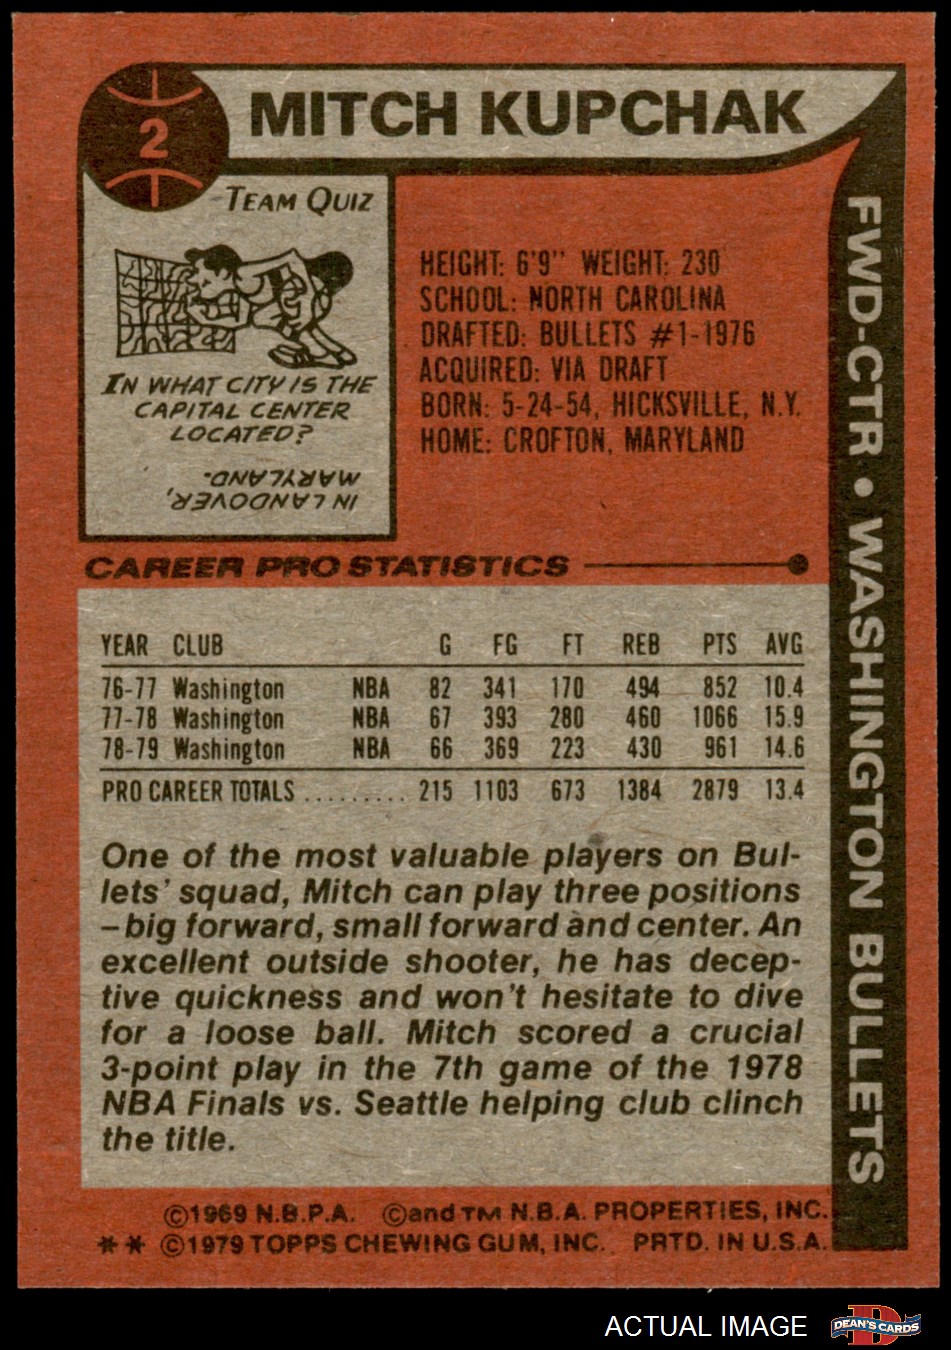 2
MITCH KUPCHAK
TEAM QUIZ
IN WHAT CITY IS THE
CAPITAL CENTER
LOCATED?
IN LANDOVER,
MARYLAND.
HEIGHT: 6'9" WEIGHT: 230
SCHOOL: NORTH CAROLINA
DRAFTED: BULLETS #1-1976
ACQUIRED: VIA DRAFT
BORN: 5-24-54, HICKSVILLE, N.Y.
HOME: CROFTON, MARYLAND
FWD-CTR • WASHINGTON BULLETS
CAREER PRO STATISTICS
YEAR CLUB G FG FT REB PTS AVG
76-77 Washington NBA 82 341 170 494 852 10.4
77-78 Washington NBA 67 393 280 460 1066 15.9
78-79 Washington NBA 66 369 223 430 961 14.6
PRO CAREER TOTALS ......... 215 1103 673 1384 2879 13.4
One of the most valuable players on Bul-
lets' squad, Mitch can play three positions
–big forward, small forward and center. An
excellent outside shooter, he has decep-
tive quickness and won't hesitate to dive
for a loose ball. Mitch scored a crucial
3-point play in the 7th game of the 1978
NBA Finals vs. Seattle helping club clinch
the title.
©1969 N.B.P.A. ©and TM N.B.A. PROPERTIES, INC.
** ©1979 TOPPS CHEWING GUM, INC. PRTD. IN U.S.A.
ACTUAL IMAGE
D
DEAN'S CARDS